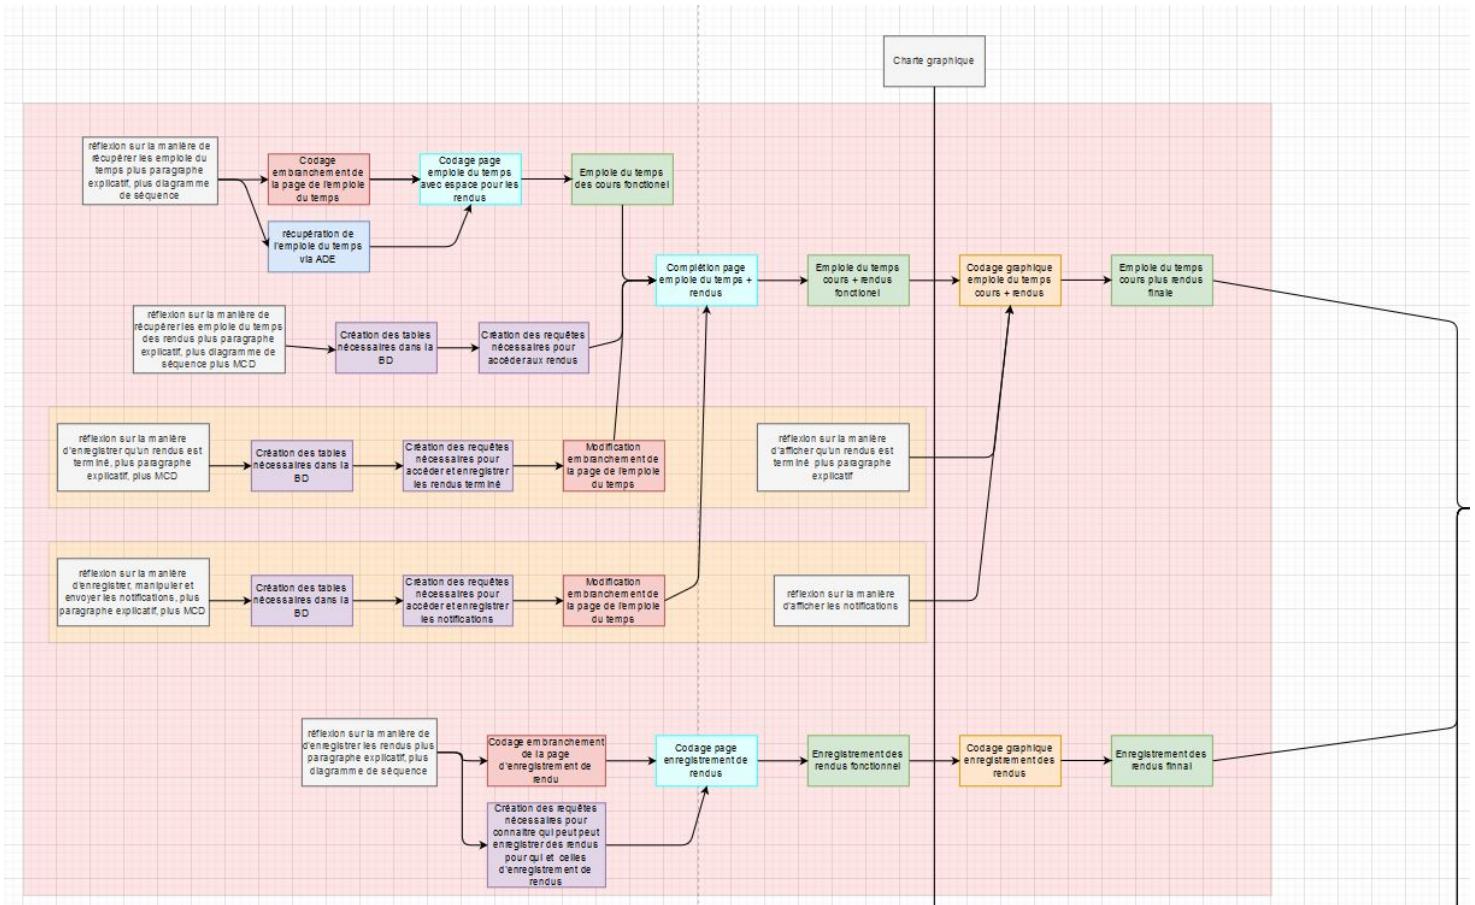 Charte graphique
réflexion sur la manière de
récupérer les emploie du
temps plus paragraphe
explicatif, plus diagramme
de séquence
Codage
embranchement de
la page de l'emploie
du temps
Codage page
emploie du temps
avec espace pour les
rendus
Emploie du temps
des cours fonctionel
récupération de
l'emploie du temps
via ADE
Complétion page
emploie du temps +
rendus
Emploie du temps
cours + rendus
fonctionel
Codage graphique
emploie du temps
cours + rendus
Emploie du temps
cours plus rendus
finale
réflexion sur la manière de
récupérer les emploie du temps
des rendus plus paragraphe
explicatif, plus diagramme de
séquence plus MCD
Création des tables
nécessaires dans la
BD
Création des requêtes
nécessaires pour
accéder aux rendus
réflexion sur la manière
d'enregistrer qu'un rendus est
terminé, plus paragraphe
explicatif, plus MCD
Création des tables
nécessaires dans la
BD
Création des requêtes
nécessaires pour
accéder et enregistrer
les rendus terminé
Modification
embranchement de
la page de l'emploie
du temps
réflexion sur la manière
d'afficher qu'un rendus est
terminé plus paragraphe
explicatif
réflexion sur la manière
d'enregistrer, manipuler et
envoyer les notifications, plus
paragraphe explicatif, plus MCD
Création des tables
nécessaires dans la
BD
Création des requêtes
nécessaires pour
accéder et enregistrer
les notifications
Modification
embranchement de
la page de l'emploie
du temps
réflexion sur la manière
d'afficher les notifications
réflexion sur la manière de
d'enregistrer les rendus plus
paragraphe explicatif, plus
diagramme de séquence
Codage embranchement
de la page
d'enregistrement de
rendu
Codage page
enregistrement de
rendus
Enregistrement des
rendus fonctionnel
Codage graphique
enregistrement des
rendus
Enregistrement des
rendus finnal
Création des requêtes
nécessaires pour
connaitre qui peut peut
enregistrer des rendus
pour qui et celles
d'enregistrement de
rendus